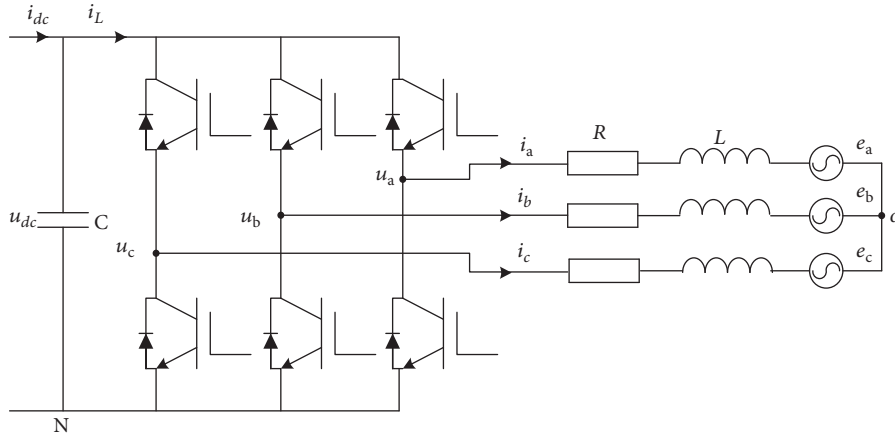 i_dc i_L
R L e_a
i_a
u_a
i_b e_b
u_dc C u_b o
u_c i_c e_c
N